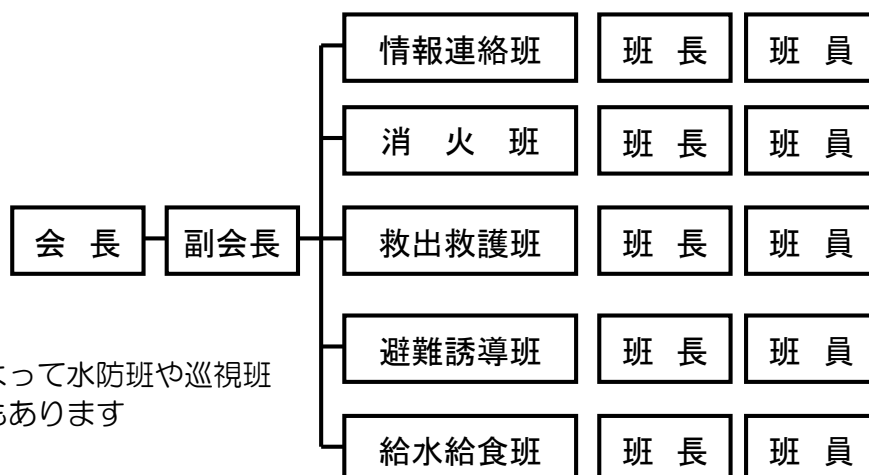 情報連絡班 班 長 班 員
消 火 班 班 長 班 員
会 長 副会長 救出救護班 班 長 班 員
避難誘導班 班 長 班 員
よって水防班や巡視班
もあります
給水給食班 班 長 班 員